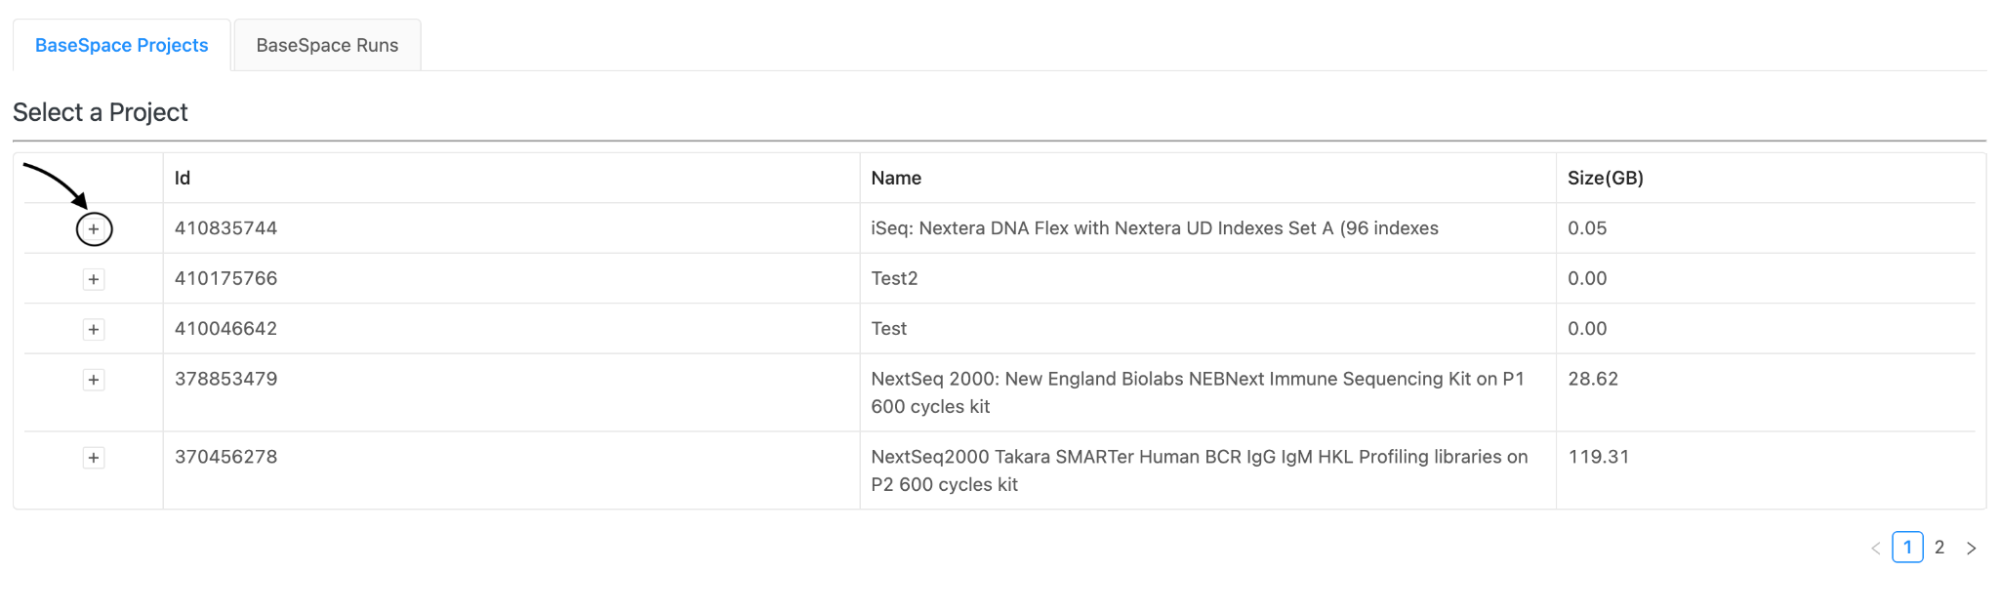 BaseSpace Projects BaseSpace Runs
Select a Project
Id Name Size(GB)
+ 410835744 iSeq: Nextera DNA Flex with Nextera UD Indexes Set A (96 indexes 0.05
+ 410175766 Test2 0.00
+ 410046642 Test 0.00
+ 378853479 NextSeq 2000: New England Biolabs NEBNext Immune Sequencing Kit on P1 28.62
600 cycles kit
+ 370456278 NextSeq2000 Takara SMARTer Human BCR IgG IgM HKL Profiling libraries on 119.31
P2 600 cycles kit
< 1 2 >